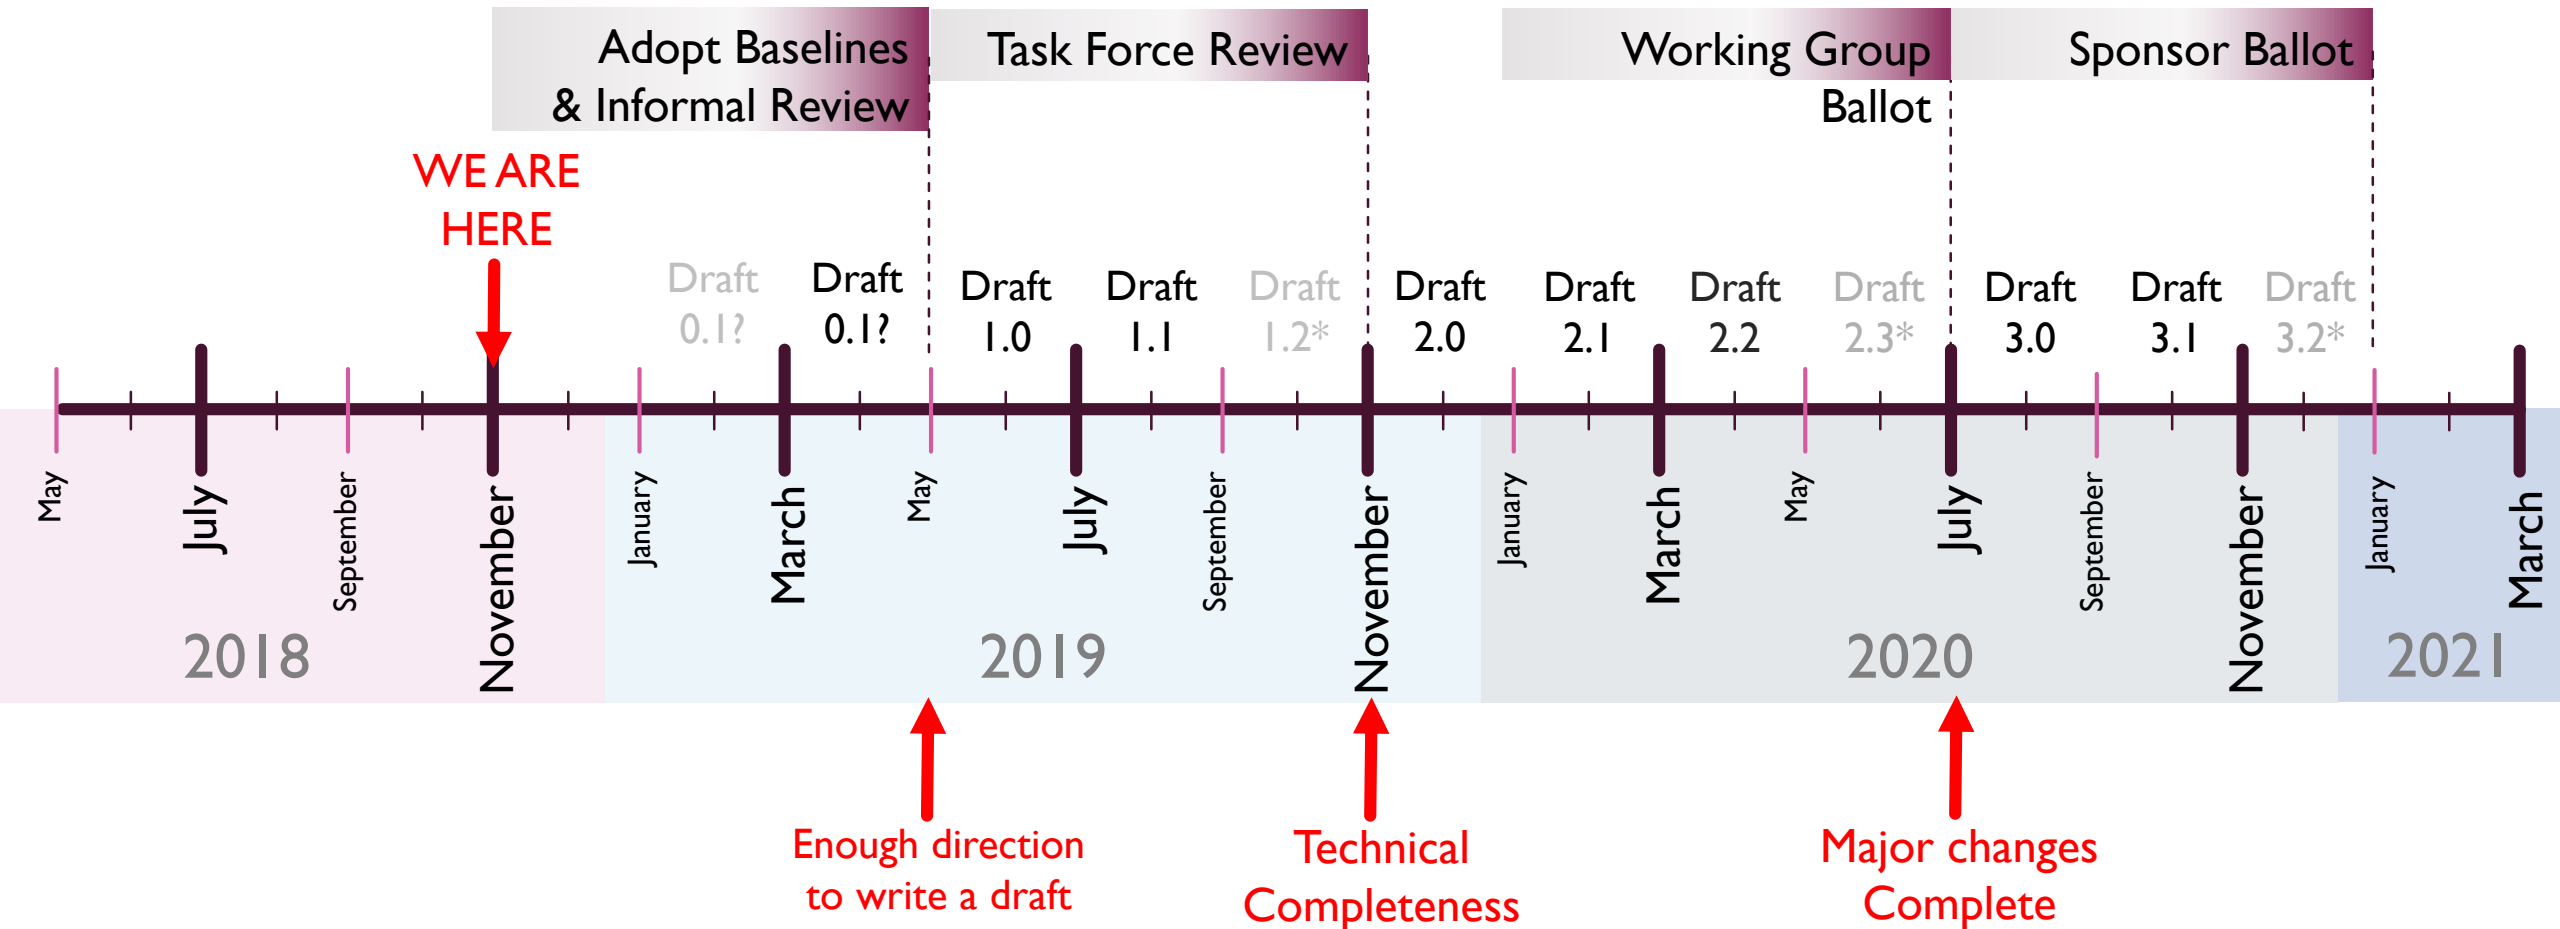 Adopt Baselines
& Informal Review
Task Force Review
Working Group
Ballot
Sponsor Ballot
WE ARE
HERE
Draft
0.1?
Draft
0.1?
Draft
1.0
Draft
1.1
Draft
1.2*
Draft
2.0
Draft
2.1
Draft
2.2
Draft
2.3*
Draft
3.0
Draft
3.1
Draft
3.2*
May
July
September
November
January
March
May
July
September
November
January
March
May
July
September
November
January
March
2018
2019
2020
2021
Enough direction
to write a draft
Technical
Completeness
Major changes
Complete